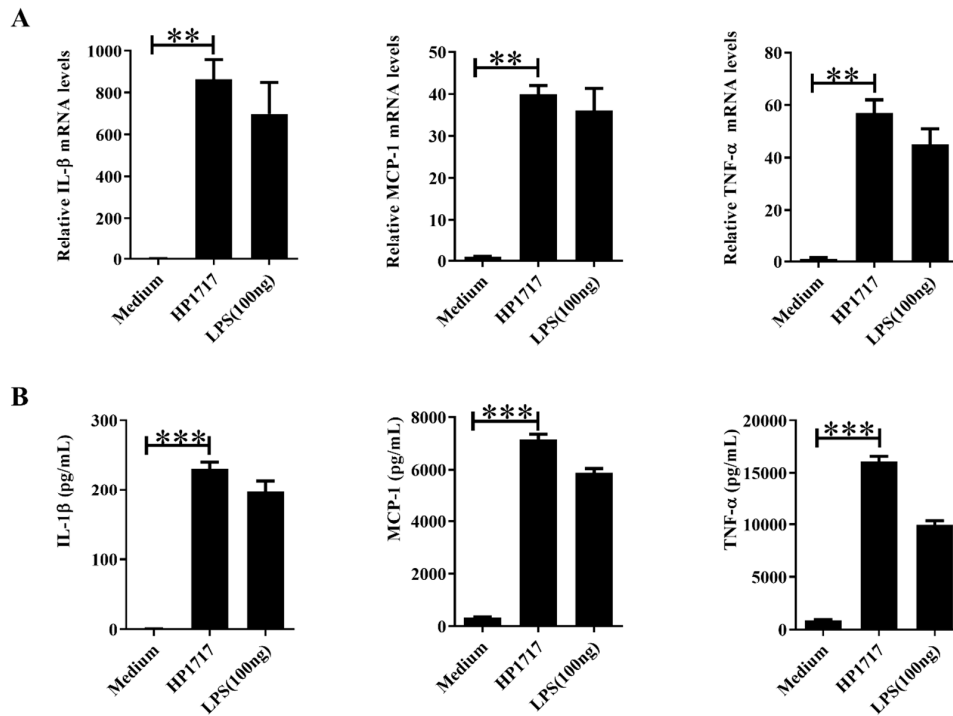 A
Relative IL-β mRNA levels
1000
800
600
400
200
0
**
Medium
HP1717
LPS(100ng)
Relative MCP-1 mRNA levels
50
40
30
20
10
0
**
Medium
HP1717
LPS(100ng)
Relative TNF-α mRNA levels
80
60
40
20
0
**
Medium
HP1717
LPS(100ng)
B
IL-1β (pg/mL)
300
200
100
0
***
Medium
HP1717
LPS(100ng)
MCP-1 (pg/mL)
8000
6000
4000
2000
0
***
Medium
HP1717
LPS(100ng)
TNF-α (pg/mL)
20000
15000
10000
5000
0
***
Medium
HP1717
LPS(100ng)